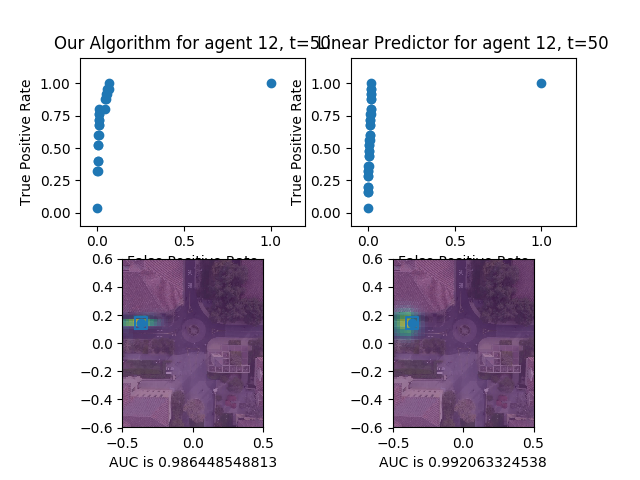 Our Algorithm for agent 12, t=50
Linear Predictor for agent 12, t=50
True Positive Rate
1.00
0.75
0.50
0.25
0.00
0.0 0.5 1.0
False Positive Rate
True Positive Rate
1.00
0.75
0.50
0.25
0.00
0.0 0.5 1.0
False Positive Rate
0.6
0.4
0.2
0.0
−0.2
−0.4
−0.6
−0.5 0.0 0.5
AUC is 0.986448548813
0.6
0.4
0.2
0.0
−0.2
−0.4
−0.6
−0.5 0.0 0.5
AUC is 0.992063324538